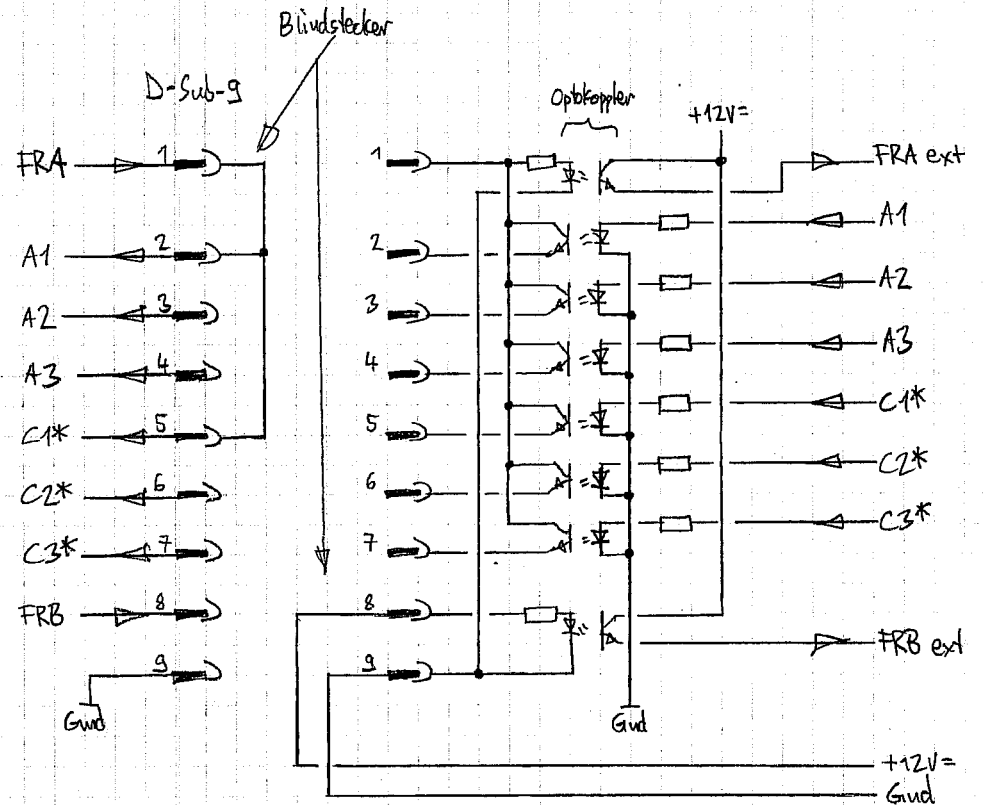 Blindstecker
D-Sub-9
Optokoppler
+12V=
FRA 1
A1 2
A2 3
A3 4
C1* 5
C2* 6
C3* 7
FRB 8
9
Gnd
1 FRA ext
2 A1
3 A2
4 A3
5 C1*
6 C2*
7 C3*
8
9 FRB ext
Gnd
+12V=
Gnd